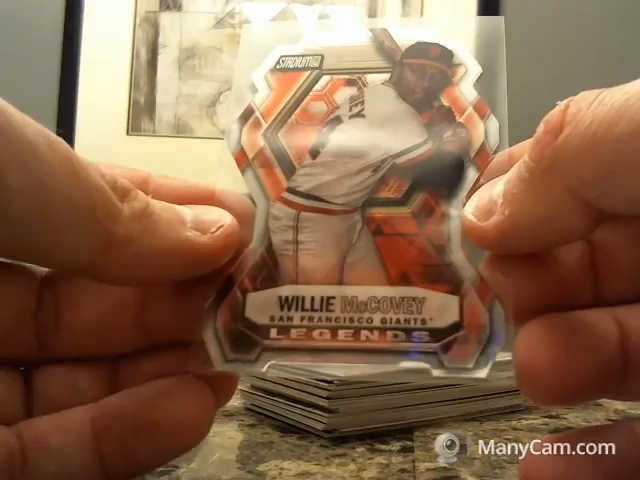 STADIUM
WILLIE McCOVEY
SAN FRANCISCO GIANTS
LEGENDS
ManyCam.com